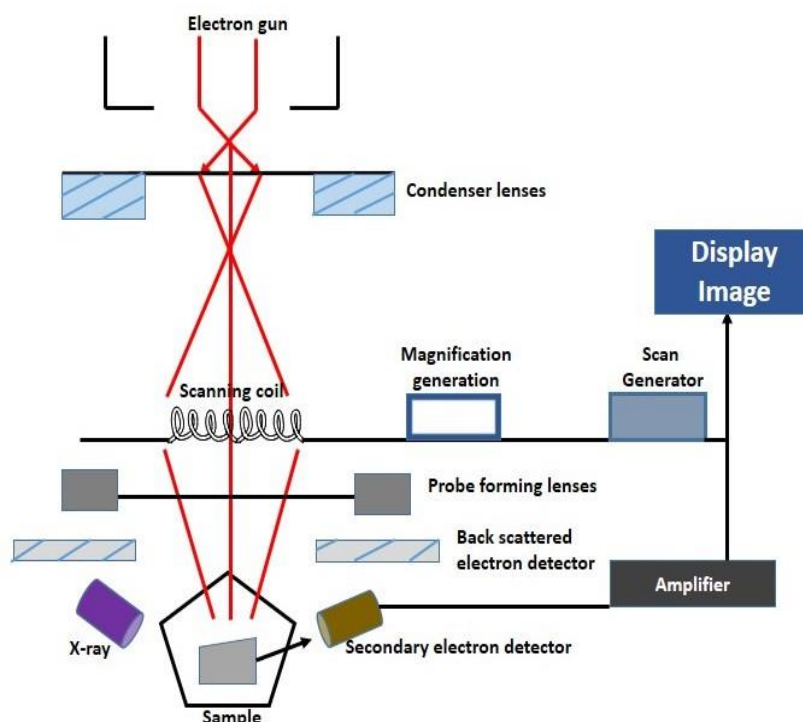 Electron gun
Condenser lenses
Display
Image
Magnification
generation
Scan
Generator
Scanning coil
Probe forming lenses
Back scattered
electron detector
Amplifier
X-ray
Secondary electron detector
Sample